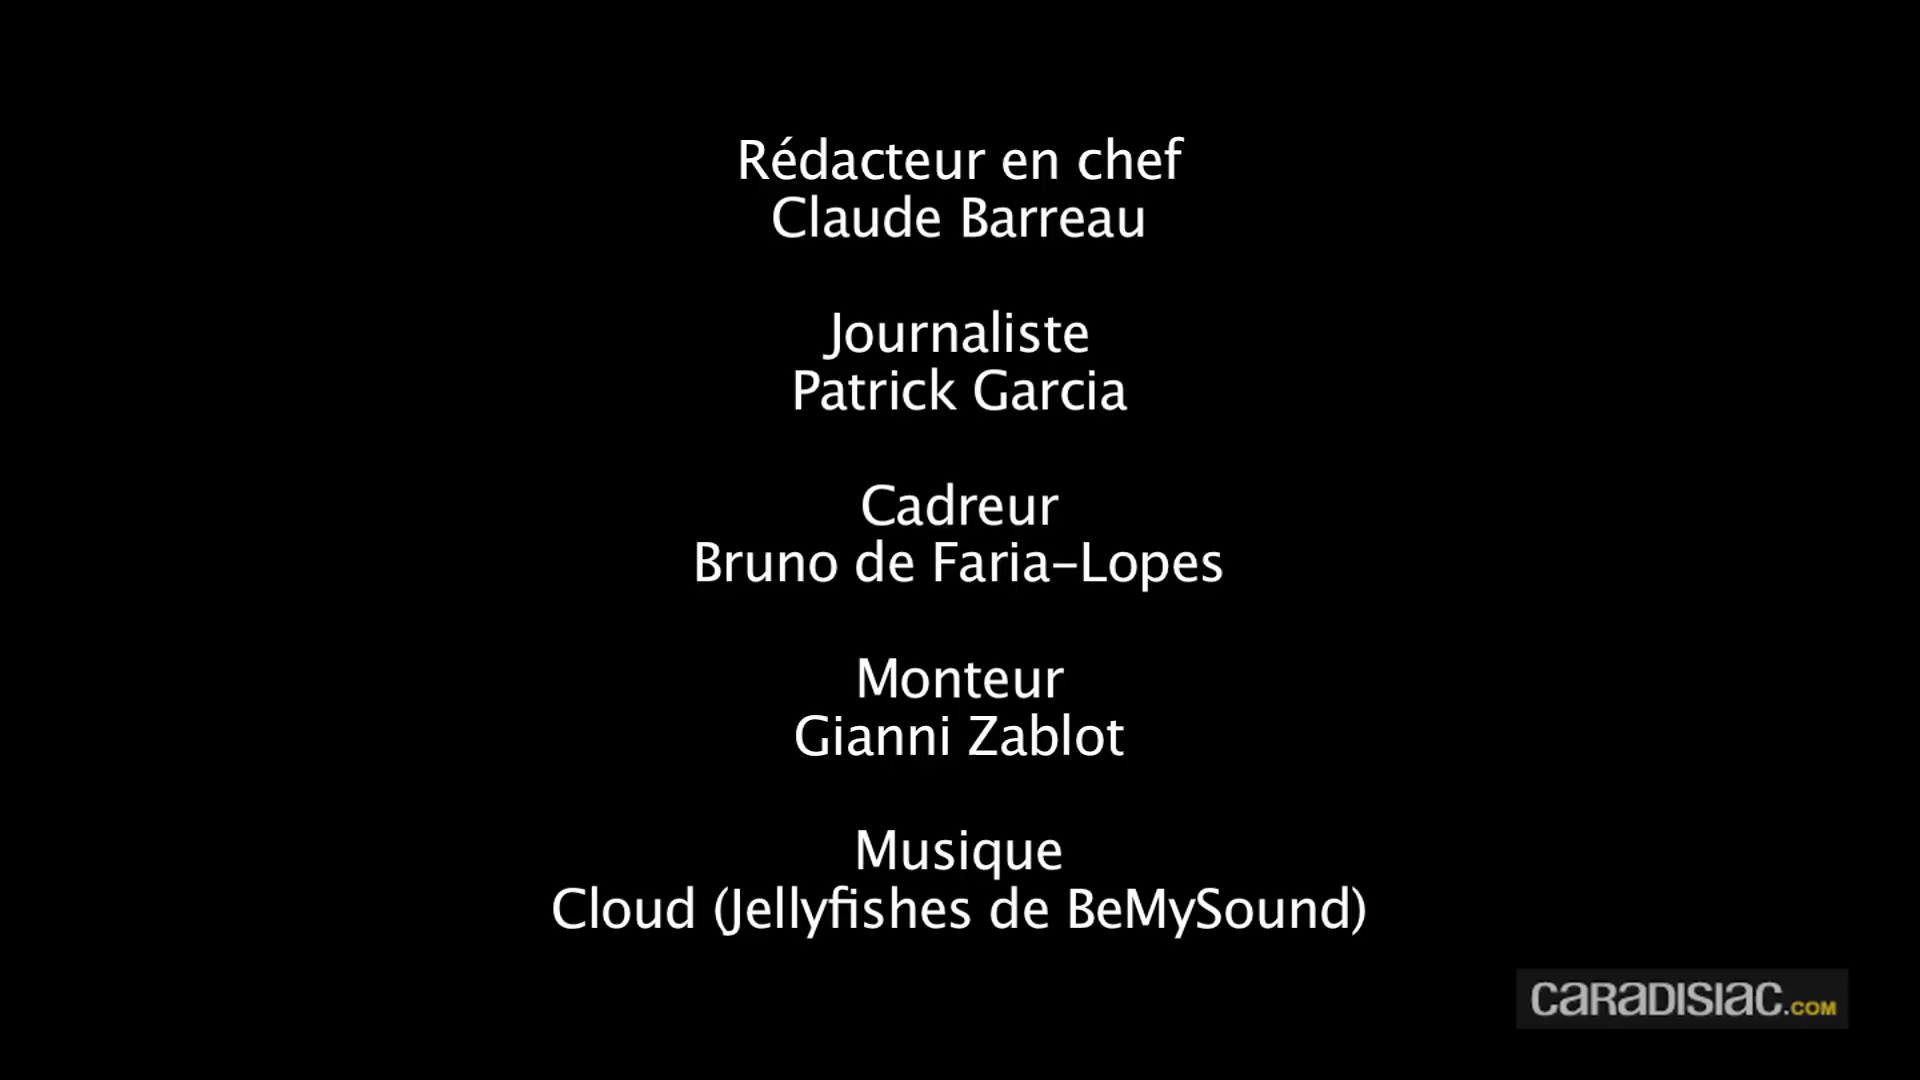 Rédacteur en chef
Claude Barreau
Journaliste
Patrick Garcia
Cadreur
Bruno de Faria-Lopes
Monteur
Gianni Zablot
Musique
Cloud (Jellyfishes de BeMySound)
CARADISIAC.COM